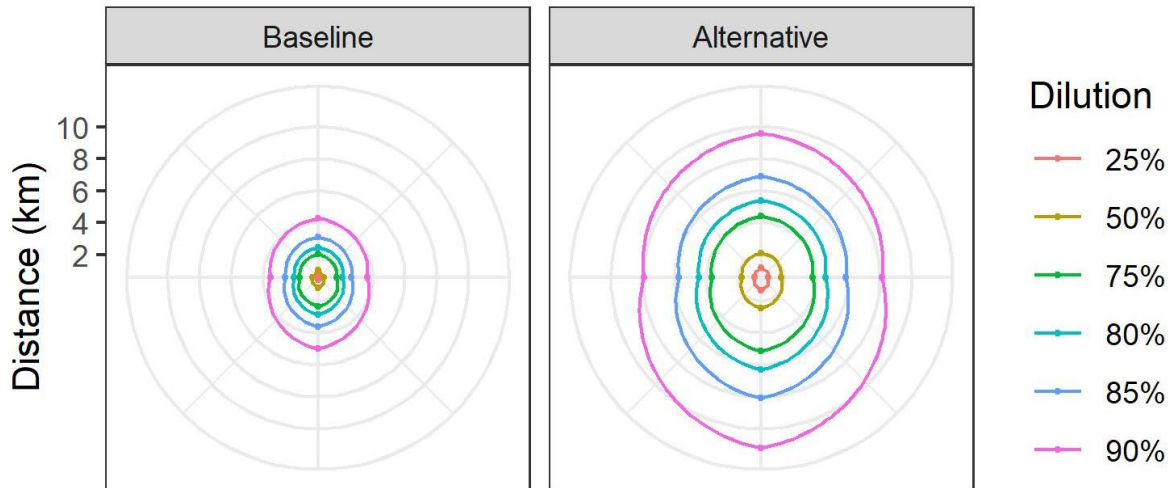 Baseline
Alternative
Distance (km)
10
8
6
4
2
Dilution
25%
50%
75%
80%
85%
90%